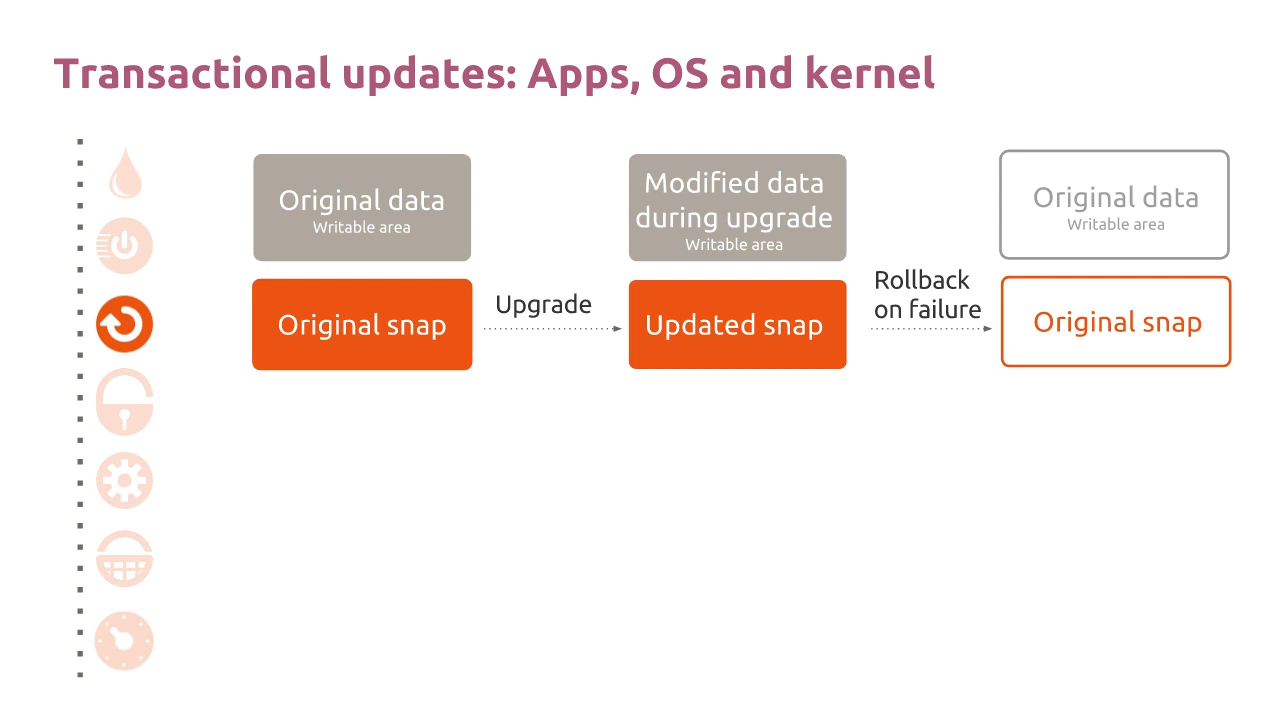 Transactional updates: Apps, OS and kernel
Original data
Writable area
Original snap
Upgrade
Modified data
during upgrade
Writable area
Updated snap
Rollback
on failure
Original data
Writable area
Original snap